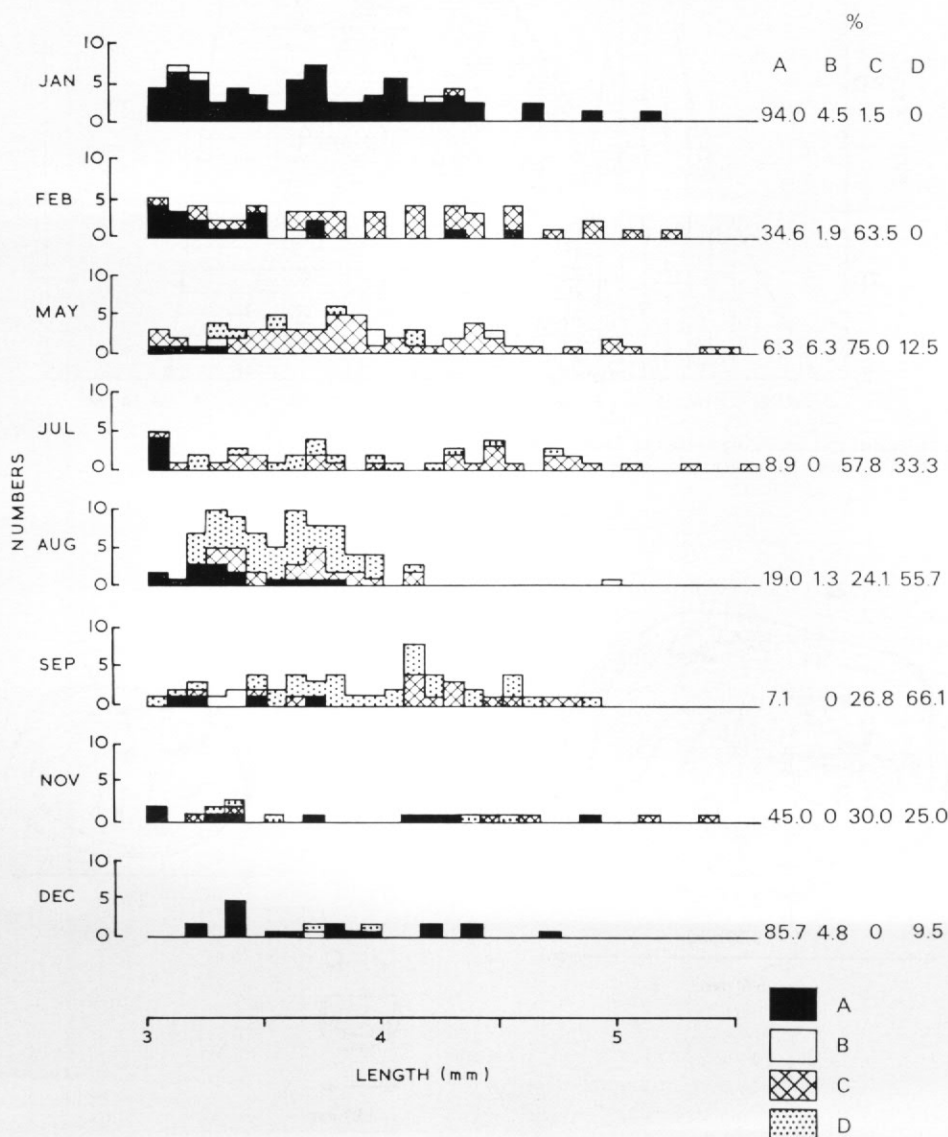 %
A B C D
10
5
0
JAN
94.0 4.5 1.5 0
10
5
0
FEB
34.6 1.9 63.5 0
10
5
0
MAY
6.3 6.3 75.0 12.5
10
5
0
JUL
8.9 0 57.8 33.3
NUMBERS
10
5
0
AUG
19.0 1.3 24.1 55.7
10
5
0
SEP
7.1 0 26.8 66.1
10
5
0
NOV
45.0 0 30.0 25.0
10
5
0
DEC
85.7 4.8 0 9.5
3 4 5
LENGTH (mm)
A
B
C
D